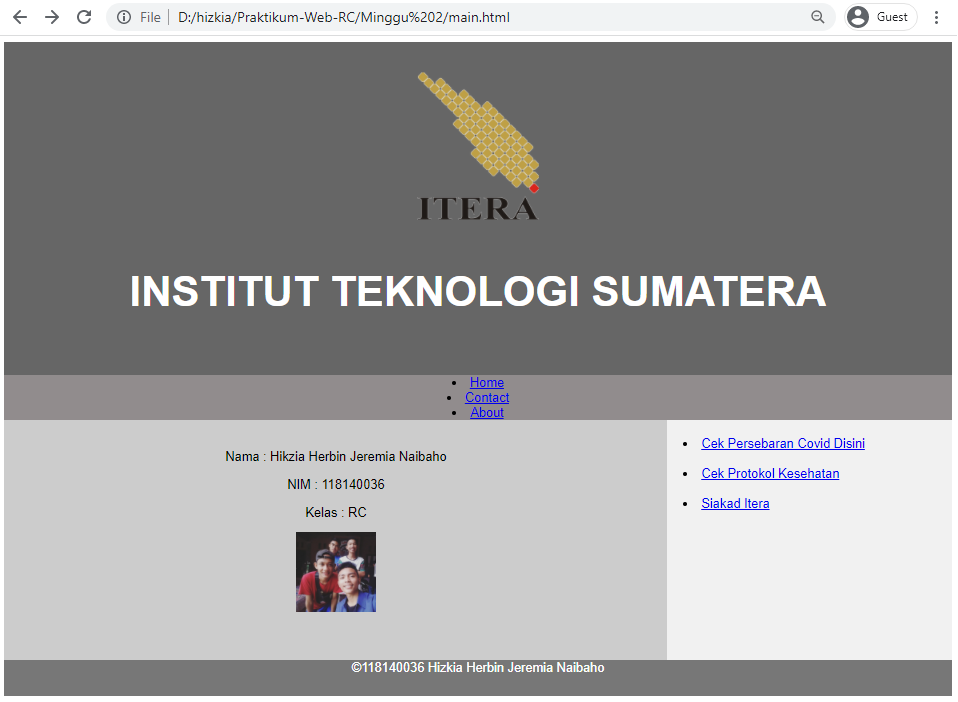 File
D:/hizkia/Praktikum-Web-RC/Minggu%202/main.html
Guest
ITERA
INSTITUT TEKNOLOGI SUMATERA
Home
Contact
About
Nama : Hikzia Herbin Jeremia Naibaho
NIM : 118140036
Kelas : RC
Cek Persebaran Covid Disini
Cek Protokol Kesehatan
Siakad Itera
©118140036 Hizkia Herbin Jeremia Naibaho